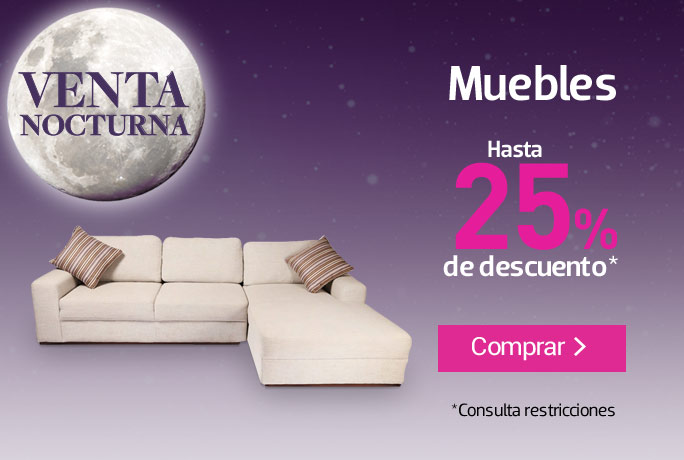 VENTA
NOCTURNA
Muebles
Hasta
25%
de descuento*
Comprar >
*Consulta restricciones